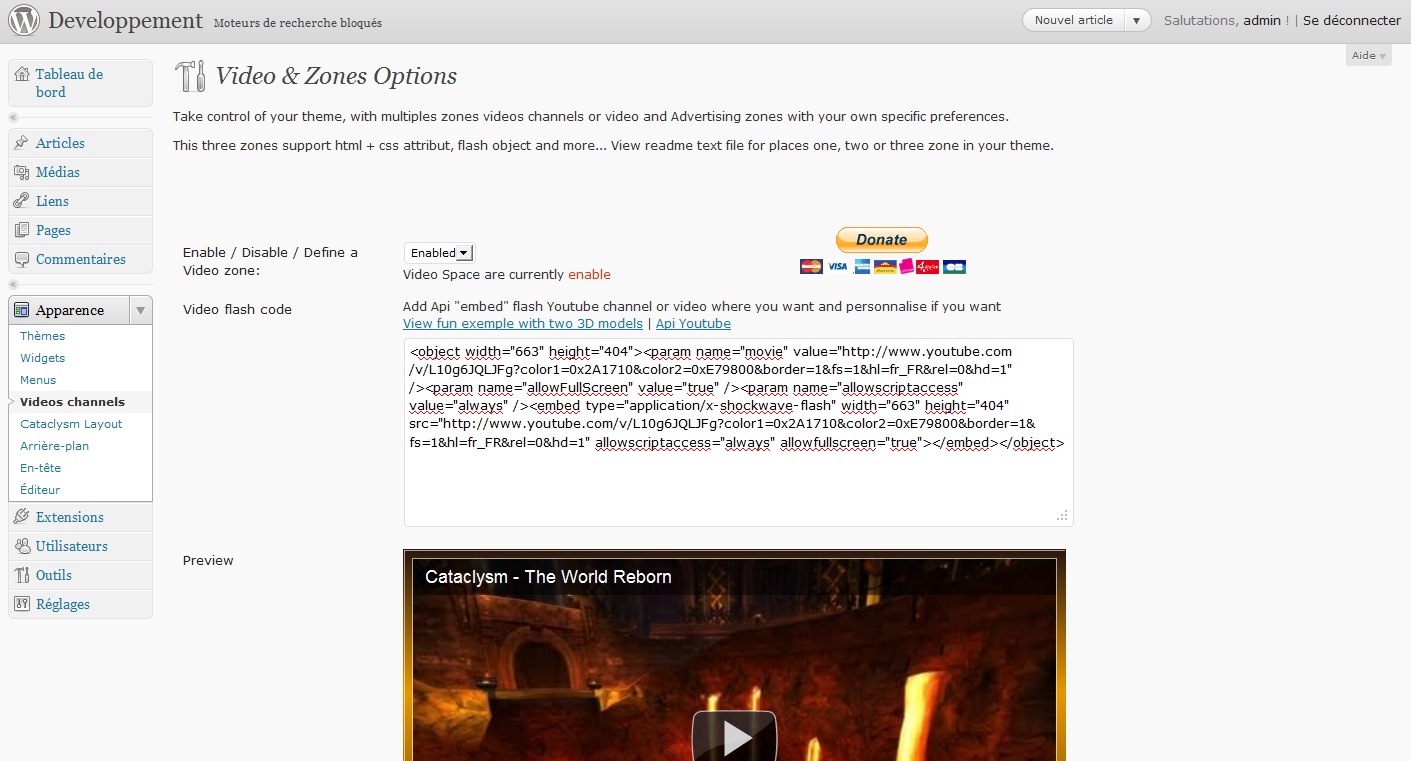 Developpement Moteurs de recherche bloqués
Nouvel article
Salutations, admin ! | Se déconnecter
Aide
Tableau de
bord
Articles
Médias
Liens
Pages
Commentaires
Apparence
Thèmes
Widgets
Menus
Videos channels
Cataclysm Layout
Arrière-plan
En-tête
Éditeur
Extensions
Utilisateurs
Outils
Réglages
Video & Zones Options
Take control of your theme, with multiples zones videos channels or video and Advertising zones with your own specific preferences.
This three zones support html + css attribut, flash object and more... View readme text file for places one, two or three zone in your theme.
Enable / Disable / Define a
Video zone:
Enabled
Video Space are currently enable
Donate
VISA
Video flash code
Add Api "embed" flash Youtube channel or video where you want and personnalise if you want
View fun exemple with two 3D models | Api Youtube
<object width="663" height="404"><param name="movie" value="http://www.youtube.com
/v/L10g6JQLJFg?color1=0x2A1710&color2=0xE79800&border=1&fs=1&hl=fr_FR&rel=0&hd=1"
/><param name="allowFullScreen" value="true" /><param name="allowscriptaccess"
value="always" /><embed type="application/x-shockwave-flash" width="663" height="404"
src="http://www.youtube.com/v/L10g6JQLJFg?color1=0x2A1710&color2=0xE79800&border=1&
fs=1&hl=fr_FR&rel=0&hd=1" allowscriptaccess="always" allowfullscreen="true"></embed></object>
Preview
Cataclysm - The World Reborn